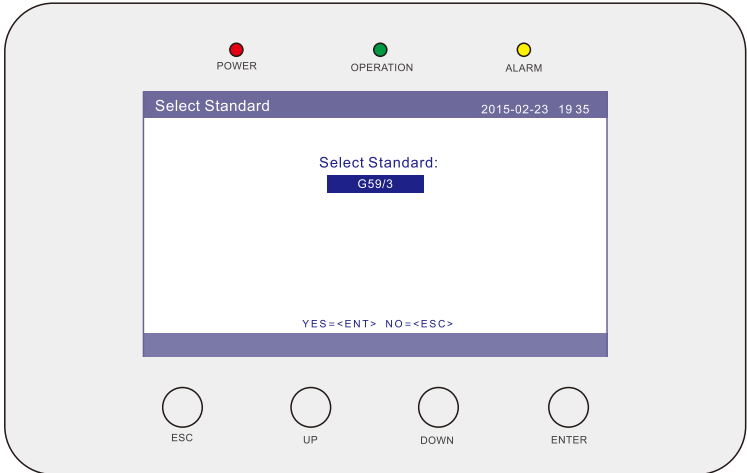 POWER OPERATION ALARM
Select Standard 2015-02-23 19 35
Select Standard:
G59/3
YES=<ENT> NO=<ESC>
ESC UP DOWN ENTER